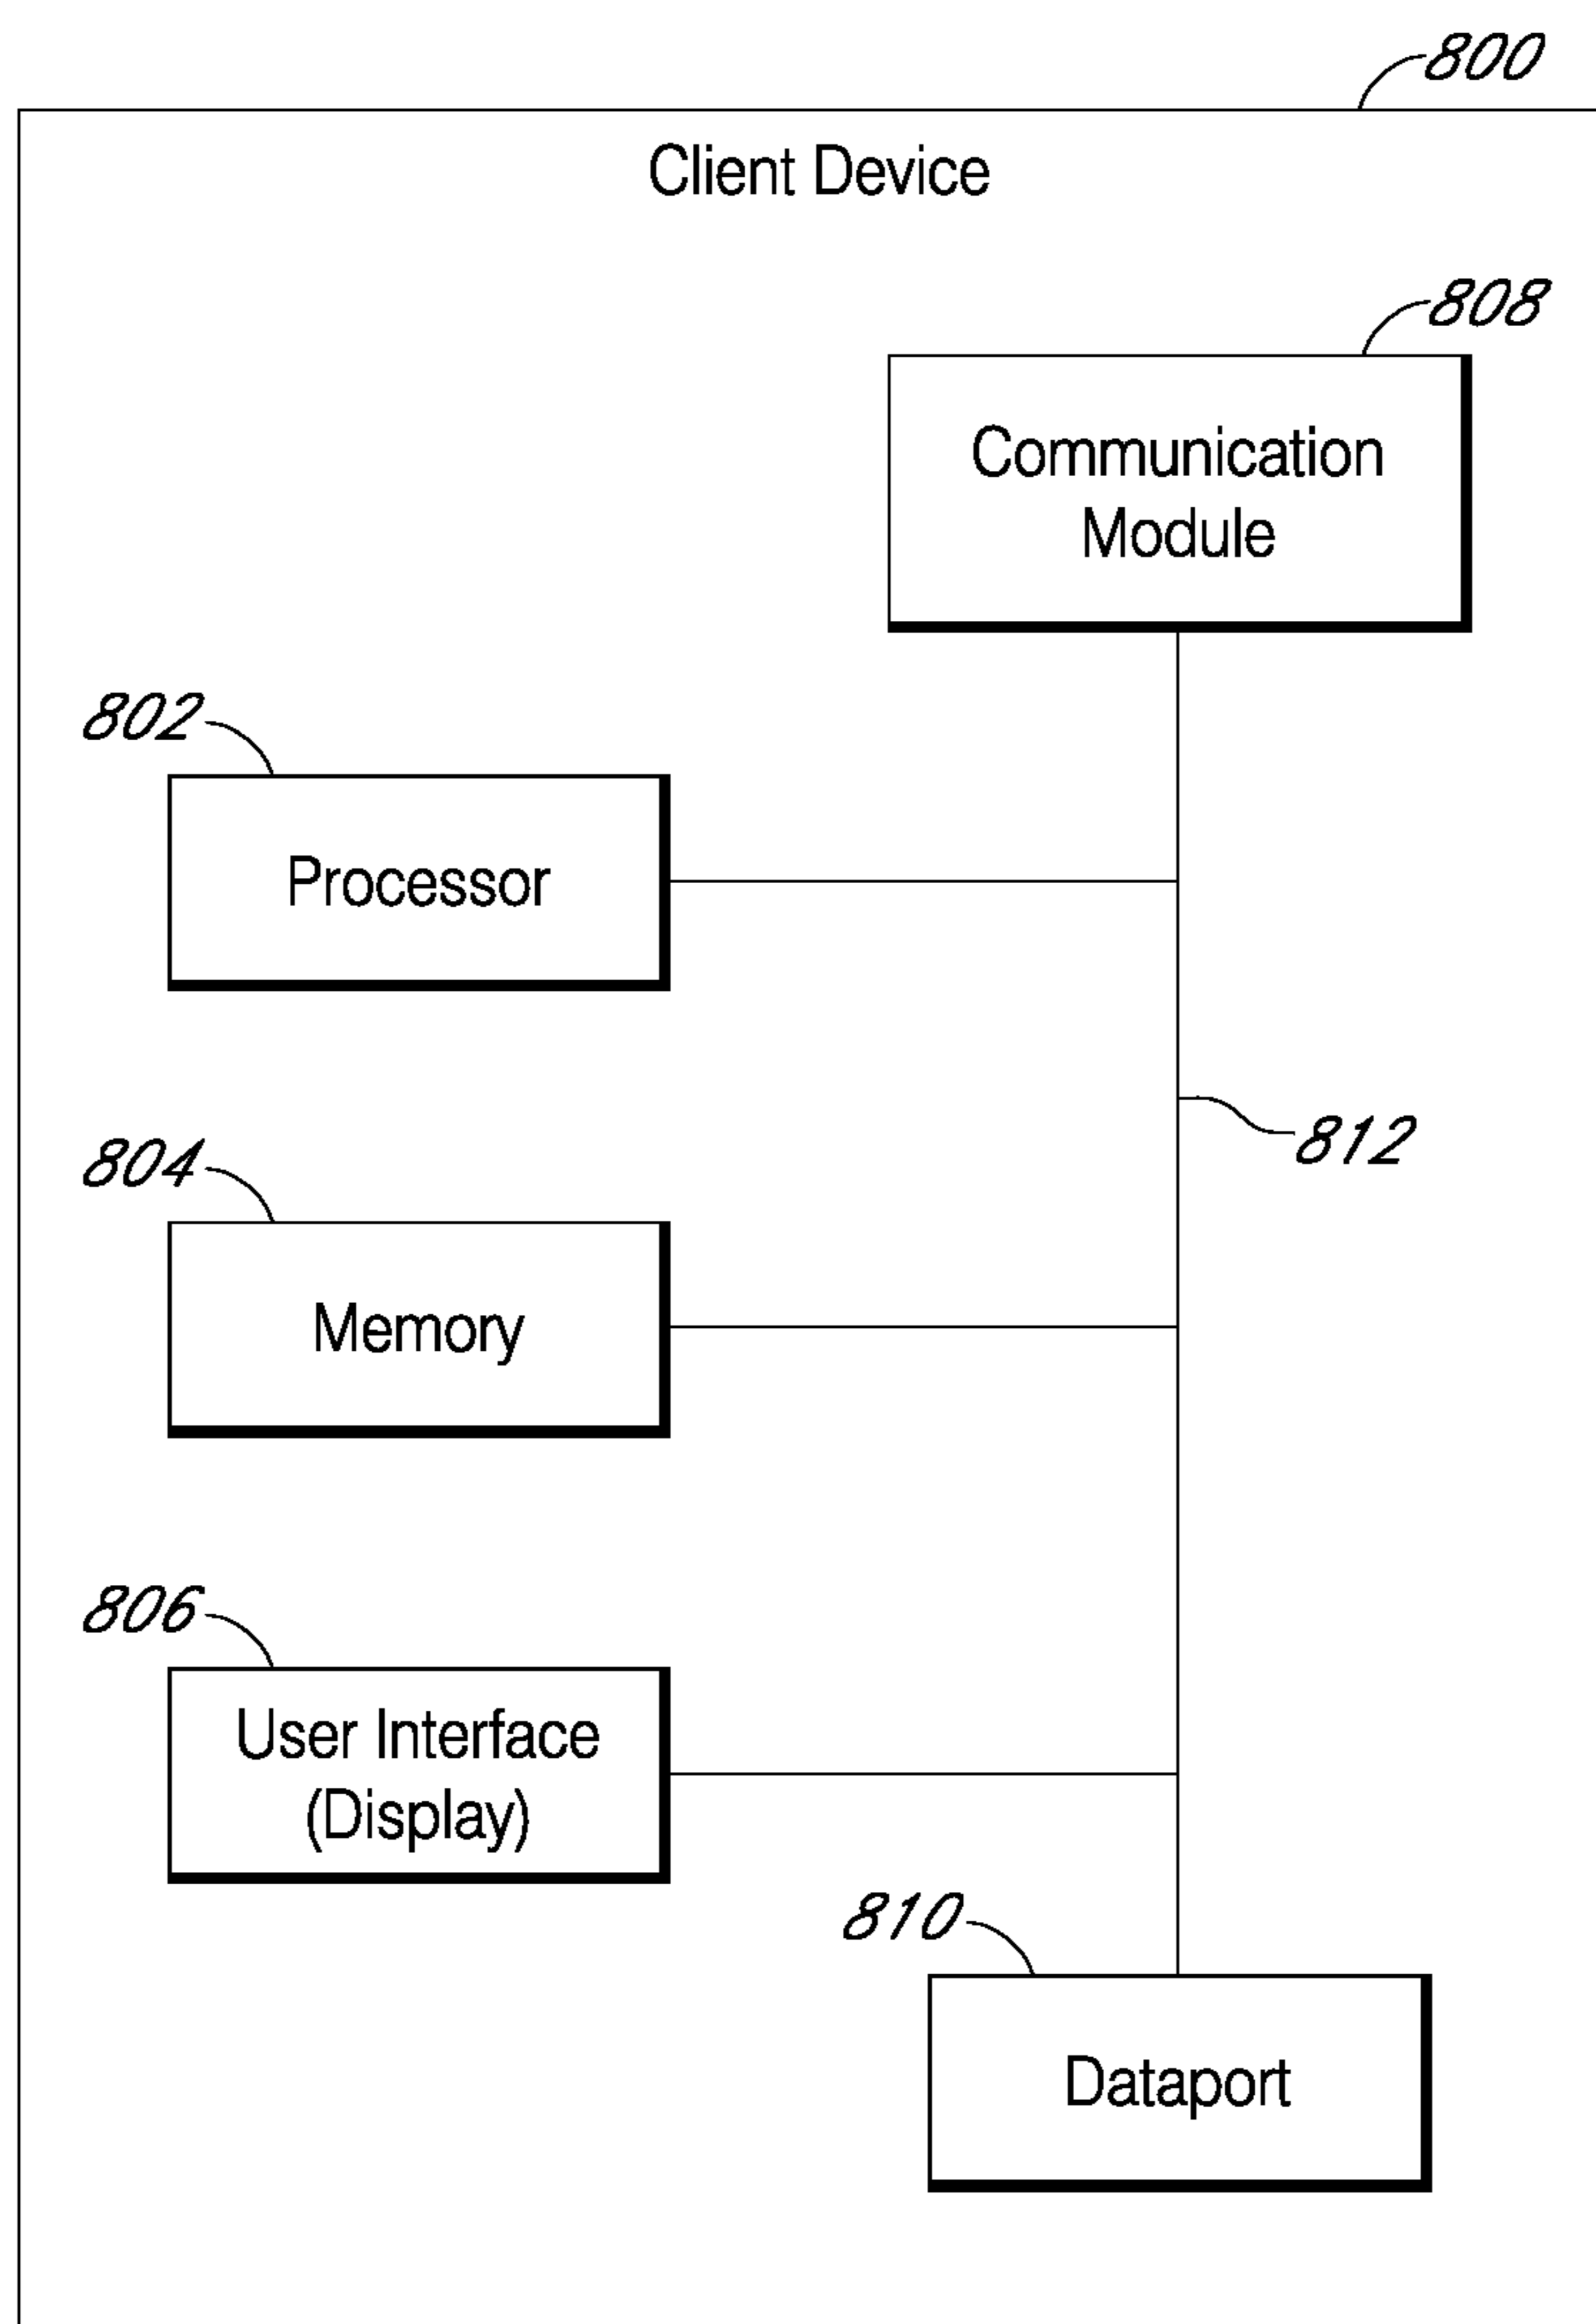 800
Client Device
808
Communication
Module
802
Processor
812
804
Memory
806
User Interface
(Display)
810
Dataport